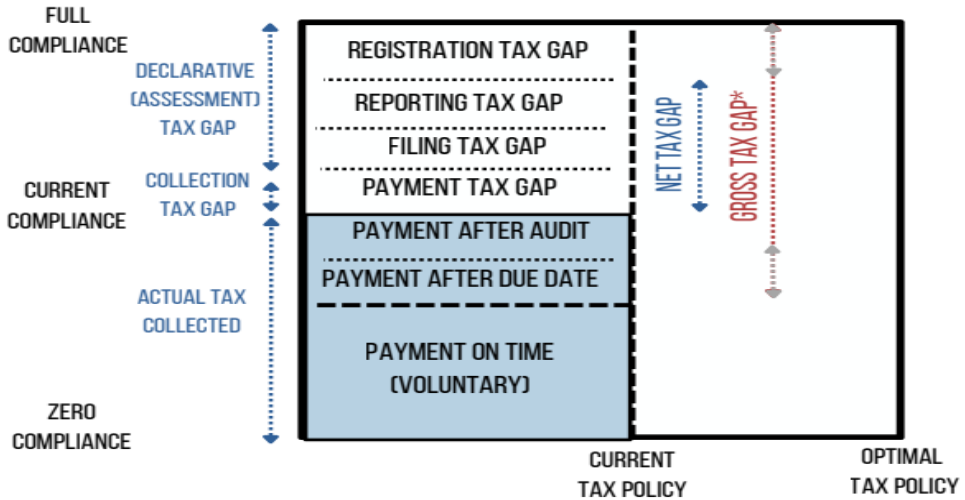 FULL
COMPLIANCE
DECLARATIVE
(ASSESSMENT)
TAX GAP
CURRENT
COMPLIANCE
COLLECTION
TAX GAP
ACTUAL TAX
COLLECTED
ZERO
COMPLIANCE
REGISTRATION TAX GAP
REPORTING TAX GAP
FILING TAX GAP
PAYMENT TAX GAP
PAYMENT AFTER AUDIT
PAYMENT AFTER DUE DATE
PAYMENT ON TIME
(VOLUNTARY)
NET TAX GAP
GROSS TAX GAP*
CURRENT
TAX POLICY
OPTIMAL
TAX POLICY